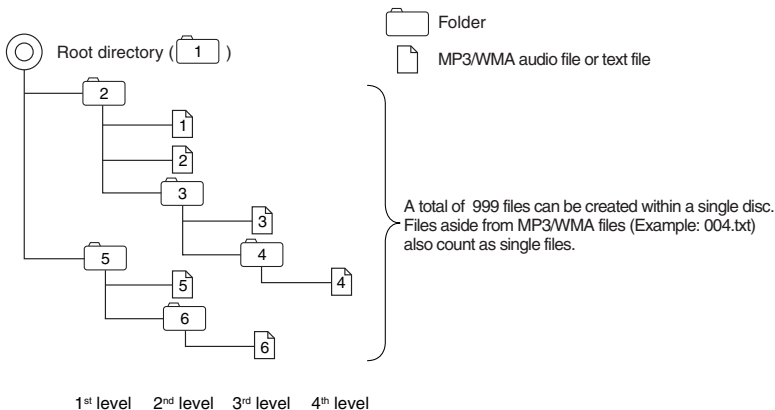 Folder
Root directory ( 1 )
MP3/WMA audio file or text file
2
1
2
3
3
4
5
5
4
6
6
A total of 999 files can be created within a single disc.
Files aside from MP3/WMA files (Example: 004.txt)
also count as single files.
1st level 2nd level 3rd level 4th level